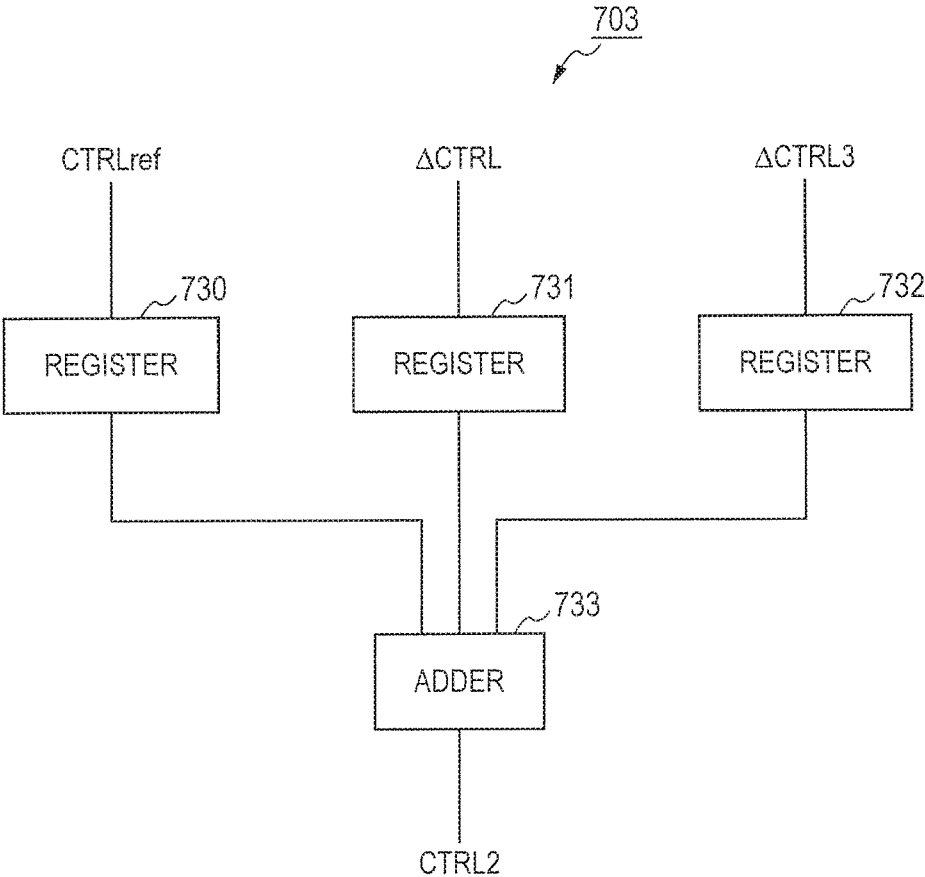 703
CTRLref
ΔCTRL
ΔCTRL3
730
731
732
REGISTER
REGISTER
REGISTER
733
ADDER
CTRL2